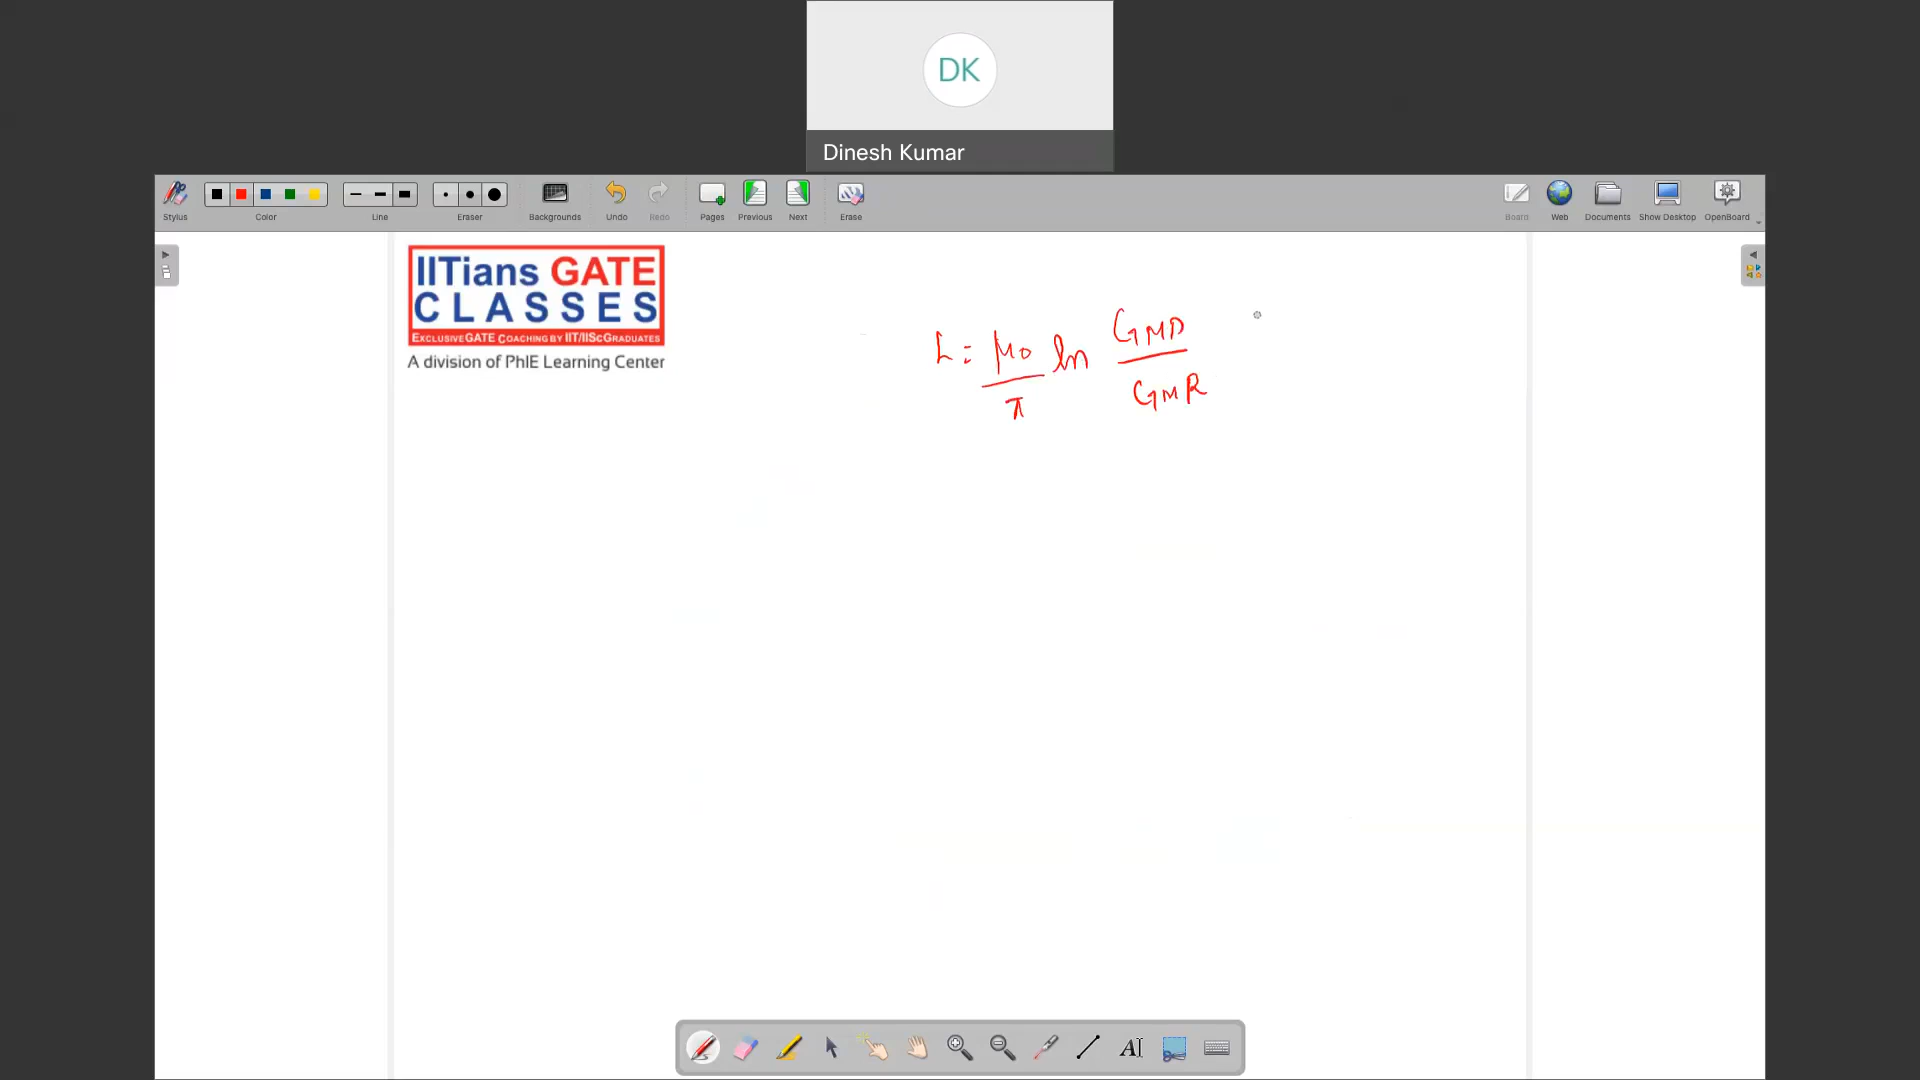 DK
Dinesh Kumar
Stylus Color Line Eraser Backgrounds Undo Redo Pages Previous Next Erase Board Web Documents Show Desktop OpenBoard
IITians GATE
CLASSES
EXCLUSIVE GATE COACHING BY IIT/IISc GRADUATES
A division of PhIE Learning Center
L = μ0/π ln GMD/GMR